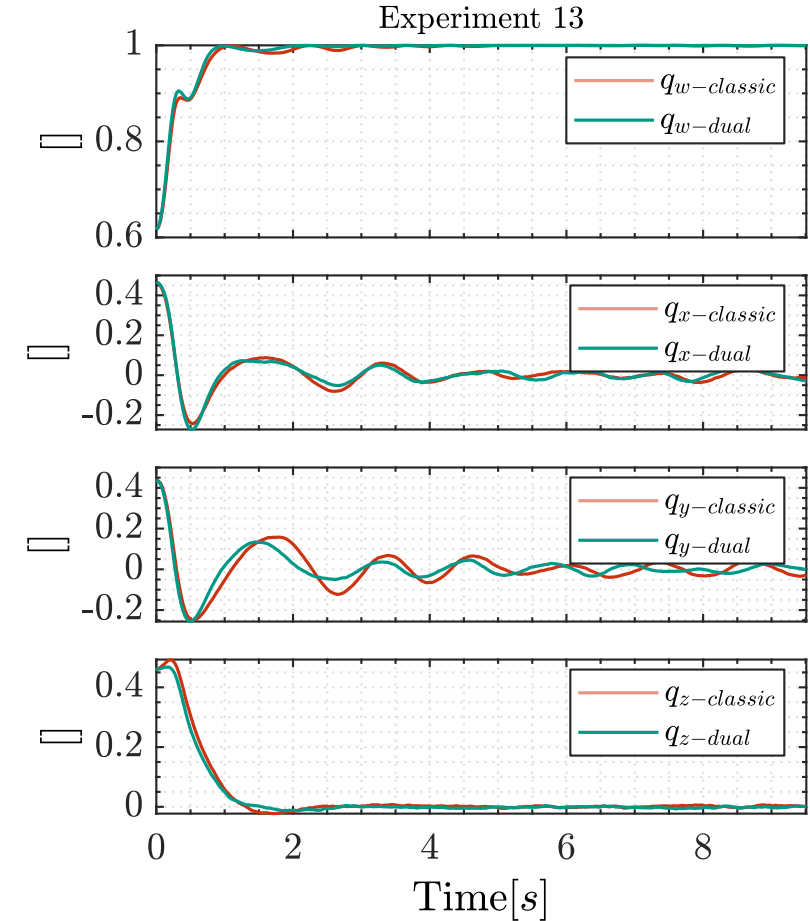 Experiment 13
1
0.8
0.6
[]
q_{w-classic}
q_{w-dual}
0.4
0.2
0
-0.2
[]
q_{x-classic}
q_{x-dual}
0.4
0.2
0
-0.2
[]
q_{y-classic}
q_{y-dual}
0.4
0.2
0
[]
q_{z-classic}
q_{z-dual}
0 2 4 6 8
Time[s]